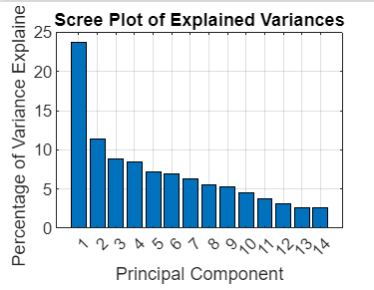 Scree Plot of Explained Variances
Percentage of Variance Explaine
25
20
15
10
5
0
1 2 3 4 5 6 7 8 9 10 11 12 13 14
Principal Component